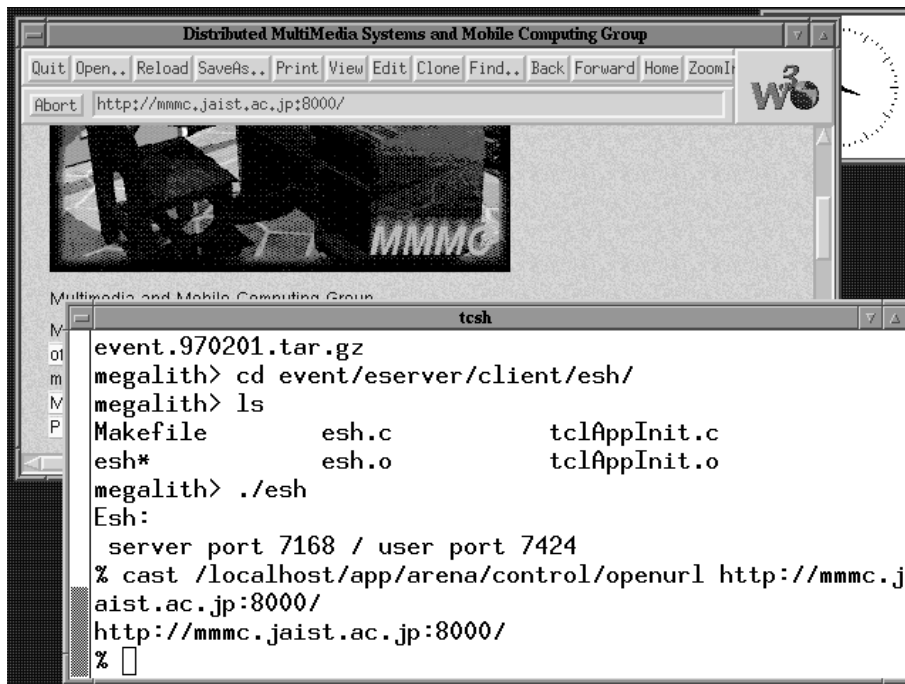 Distributed MultiMedia Systems and Mobile Computing Group
Quit Open.. Reload SaveAs.. Print View Edit Clone Find.. Back Forward Home ZoomIn
W3
Abort http://mmmc.jaist.ac.jp:8000/
MMMC
Multimedia and Mobile Computing Group
M
of
m
M
P
tcsh
event.970201.tar.gz
megalith> cd event/eserver/client/esh/
megalith> ls
Makefile esh.c tclAppInit.c
esh* esh.o tclAppInit.o
megalith> ./esh
Esh:
server port 7168 / user port 7424
% cast /localhost/app/arena/control/openurl http://mmmc.j
aist.ac.jp:8000/
http://mmmc.jaist.ac.jp:8000/
%